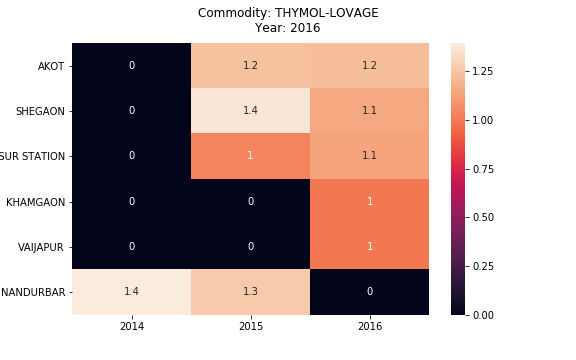 Commodity: THYMOL-LOVAGE
Year: 2016
AKOT 0 1.2 1.2
SHEGAON 0 1.4 1.1
SUR STATION 0 1 1.1
KHAMGAON 0 0 1
VAIJAPUR 0 0 1
NANDURBAR 1.4 1.3 0
2014 2015 2016
1.25
1.00
0.75
0.50
0.25
0.00